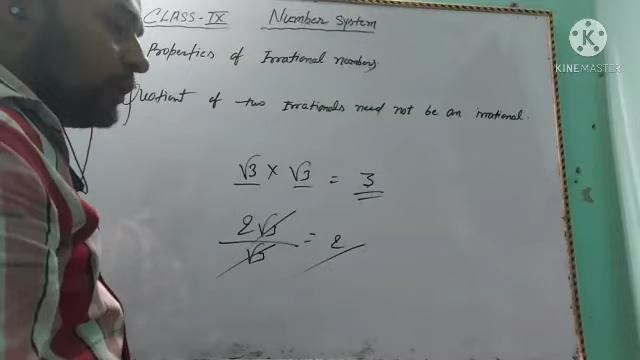 CLASS-IX Number System
Properties of Irrational numbers
Quotient of two Irrationals need not be an irrational.
√3 × √3 = 3
2√3 / √3 = 2
KINEMASTER